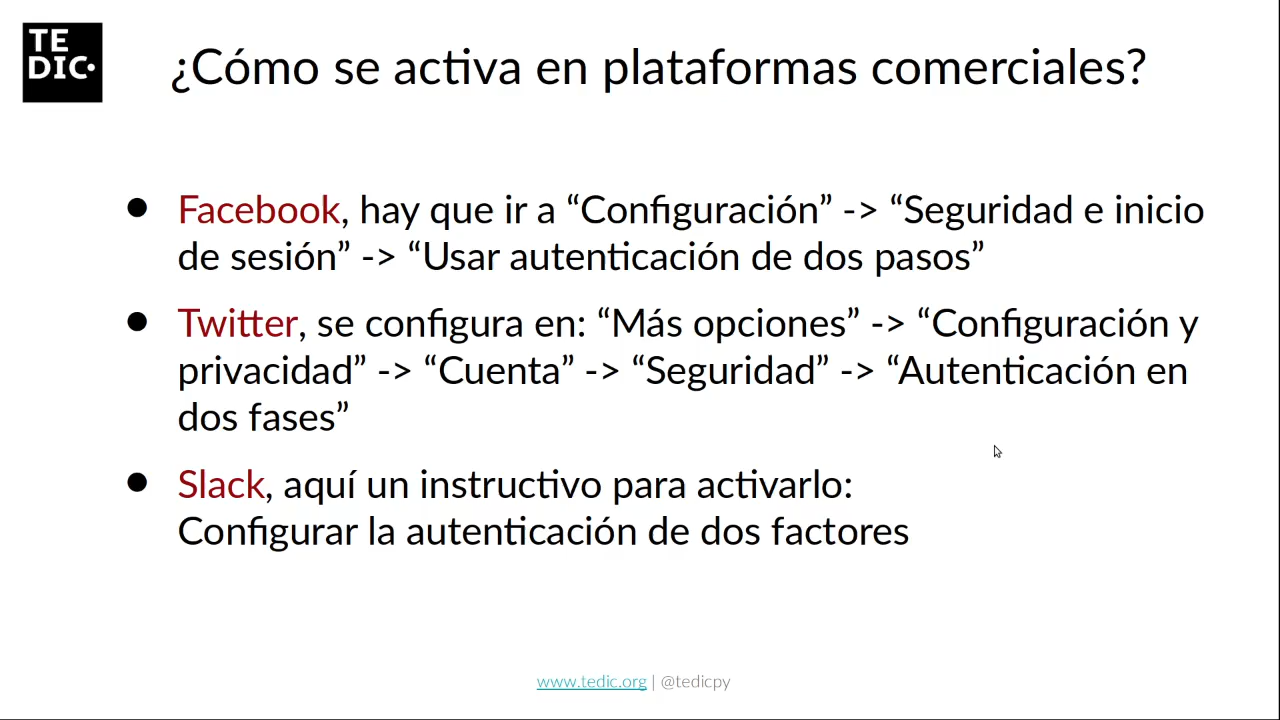 TE
DIC
¿Cómo se activa en plataformas comerciales?
● Facebook, hay que ir a “Configuración” -> “Seguridad e inicio
de sesión” -> “Usar autenticación de dos pasos”
● Twitter, se configura en: “Más opciones” -> “Configuración y
privacidad” -> “Cuenta” -> “Seguridad” -> “Autenticación en
dos fases”
● Slack, aquí un instructivo para activarlo:
Configurar la autenticación de dos factores
www.tedic.org | @tedicpy